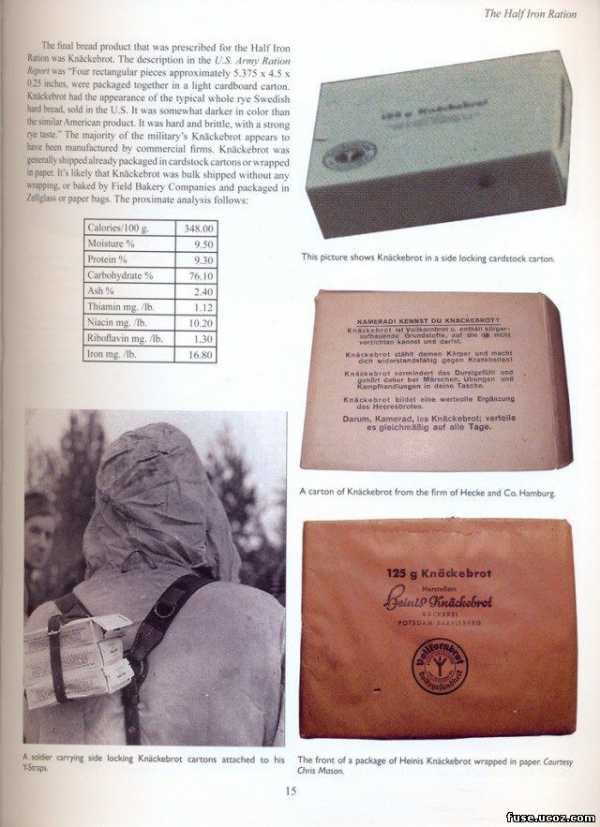 The Half Iron Ration
The final bread product that was prescribed for the Half Iron
Ration was Knäckebrot. The description in the U.S. Army Ration
Report was “Four rectangular pieces approximately 5.375 x 4.5 x
0.25 inches, were packaged together in a light cardboard carton.
Knäckebrot had the appearance of the typical whole rye Swedish
hard bread, sold in the U.S. It was somewhat darker in color than
the similar American product. It was hard and brittle, with a strong
rye taste.” The majority of the military’s Knäckebrot appears to
have been manufactured by commercial firms. Knäckebrot was
generally shipped already packaged in cardstock cartons or wrapped
in paper. It’s likely that Knäckebrot was bulk shipped without any
wrapping, or baked by Field Bakery Companies and packaged in
Zellglass or paper bags. The proximate analysis follows:
Calories/100 g. 348.00
Moisture % 9.50
Protein % 9.30
Carbohydrate % 76.10
Ash % 2.40
Thiamin mg. /lb. 1.12
Niacin mg. /lb. 10.20
Riboflavin mg. /lb. 1.30
Iron mg. /lb. 16.80
125 g Knäckebrot
This picture shows Knäckebrot in a side locking cardstock carton.
KAMERAD! KENNST DU KNÄCKEBROT?
Knäckebrot ist Vollkornbrot u. enthält körper-
aufbauende Grundstoffe, auf die du nicht
verzichten kannst und darfst.
Knäckebrot stählt deinen Körper und macht
dich widerstandsfähig gegen Krankheiten!
Knäckebrot vermindert das Durstgefühl und
gehört daher bei Märschen, Übungen und
Kampfhandlungen in deine Tasche.
Knäckebrot bildet eine wertvolle Ergänzung
des Heeresbrotes.
Darum, Kamerad, iss Knäckebrot; verteile
es gleichmäßig auf alle Tage.
A carton of Knäckebrot from the firm of Hecke and Co. Hamburg.
125 g Knäckebrot
Hersteller:
Heinis Knäckebrot
BÄCKEREI
POTSDAM-BABELSBERG
Vollkornbrot
A soldier carrying side locking Knäckebrot cartons attached to his
Y-Straps.
The front of a package of Heinis Knäckebrot wrapped in paper. Courtesy
Chris Mason.
15
fuse.ucoz.com